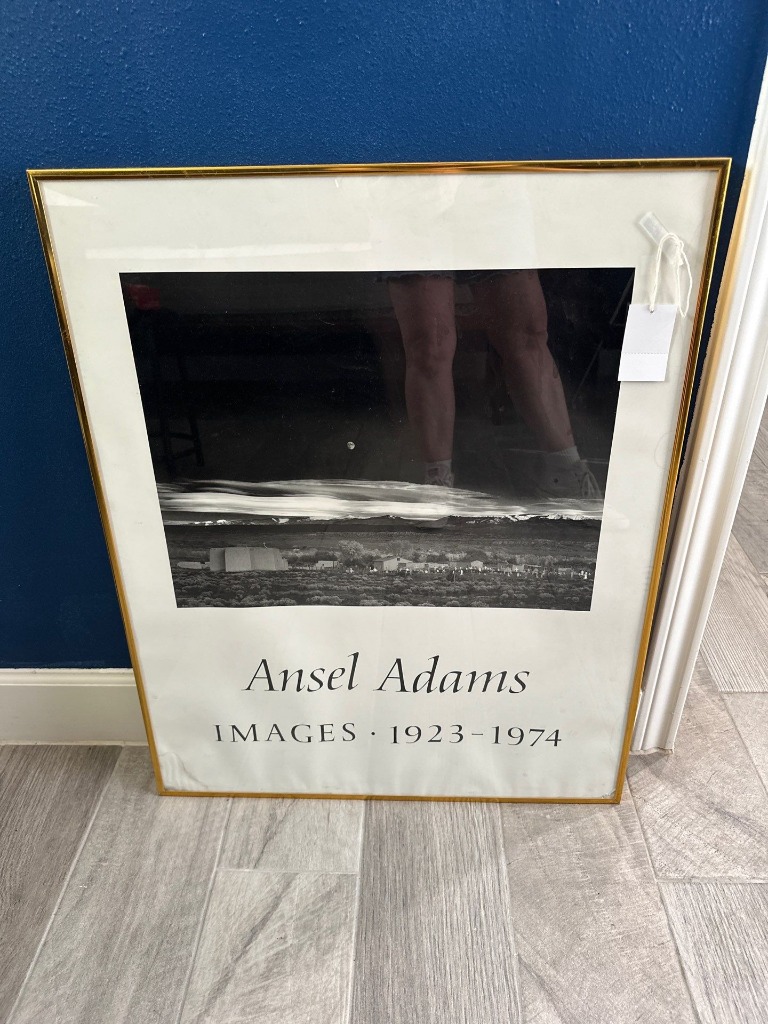 Ansel Adams
IMAGES · 1923-1974